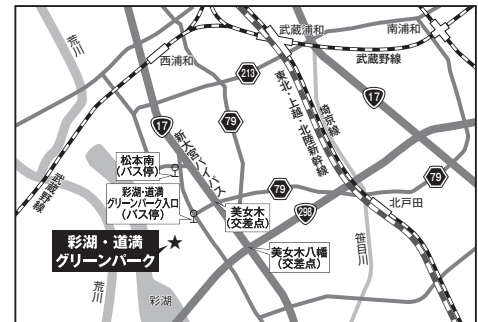 荒川
武蔵浦和
南浦和
西浦和
武蔵野線
213
17
東北・上越・北陸新幹線
埼京線
17
79
新大宮バイパス
松本南
(バス停)
武蔵野線
彩湖・道満
グリーンパーク入口
(バス停)
79
79
美女木
(交差点)
298
北戸田
彩湖・道満
グリーンパーク
美女木八幡
(交差点)
笹目川
荒川
彩湖